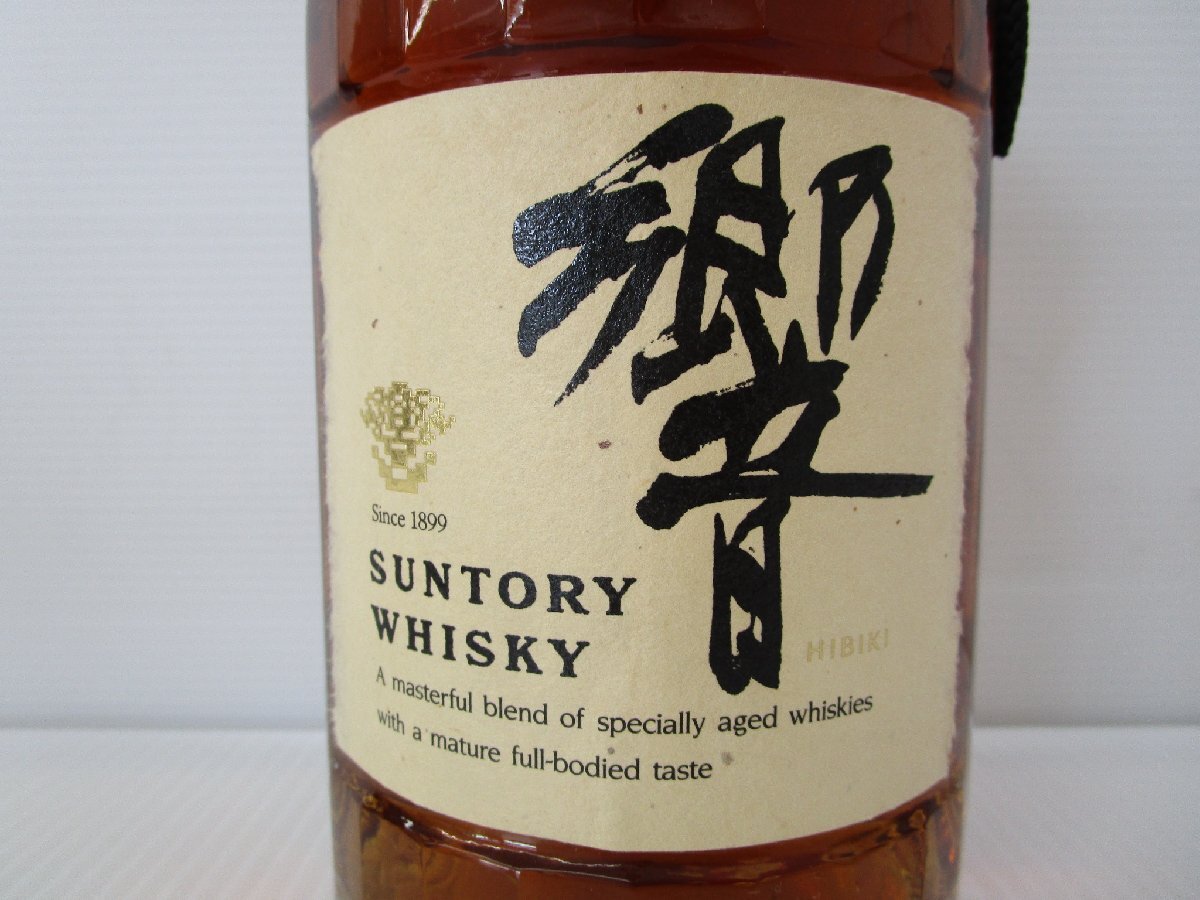 響
Since 1899
SUNTORY
WHISKY
HIBIKI
A masterful blend of specially aged whiskies
with a mature full-bodied taste